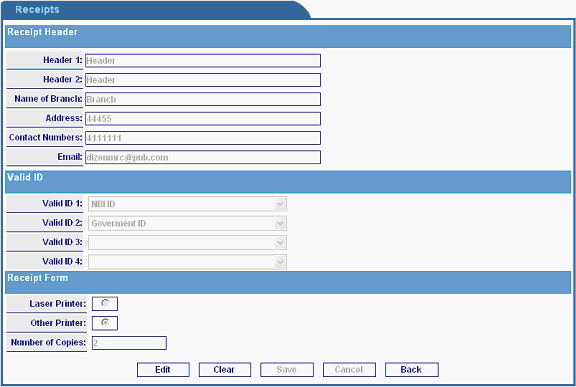 Receipts
Receipt Header
Header 1: Header
Header 2: Header
Name of Branch: Branch
Address: 44455
Contact Numbers: 4111111
Email: dizonmrc@pnb.com
Valid ID
Valid ID 1: NBI ID
Valid ID 2: Goverment ID
Valid ID 3:
Valid ID 4:
Receipt Form
Laser Printer:
Other Printer:
Number of Copies: 2
Edit Clear Save Cancel Back